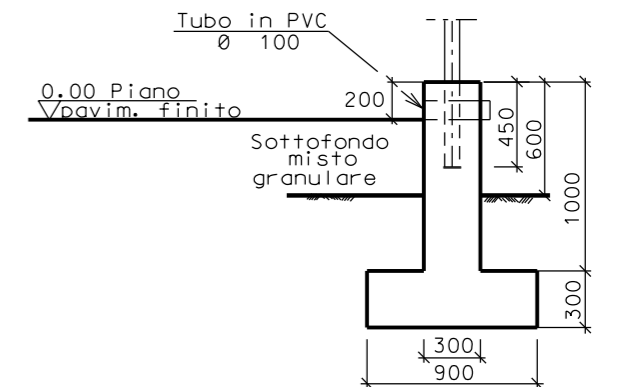 Tubo in PVC
Ø 100
0.00 Piano
pavim. finito
200
Sottofondo
misto
granulare
450
600
1000
300
300
900